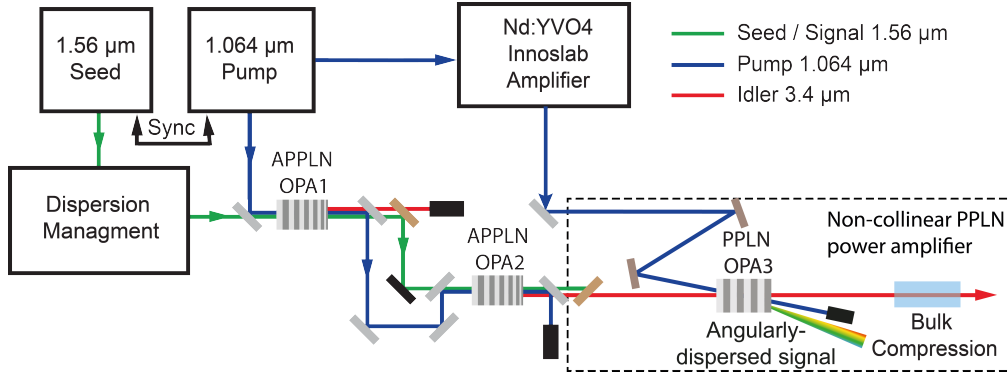 1.56 µm
Seed
1.064 µm
Pump
Sync
Nd:YVO4
Innoslab
Amplifier
Seed / Signal 1.56 µm
Pump 1.064 µm
Idler 3.4 µm
Dispersion
Managment
APPLN
OPA1
APPLN
OPA2
PPLN
OPA3
Non-collinear PPLN
power amplifier
Angularly-
dispersed signal
Bulk
Compression